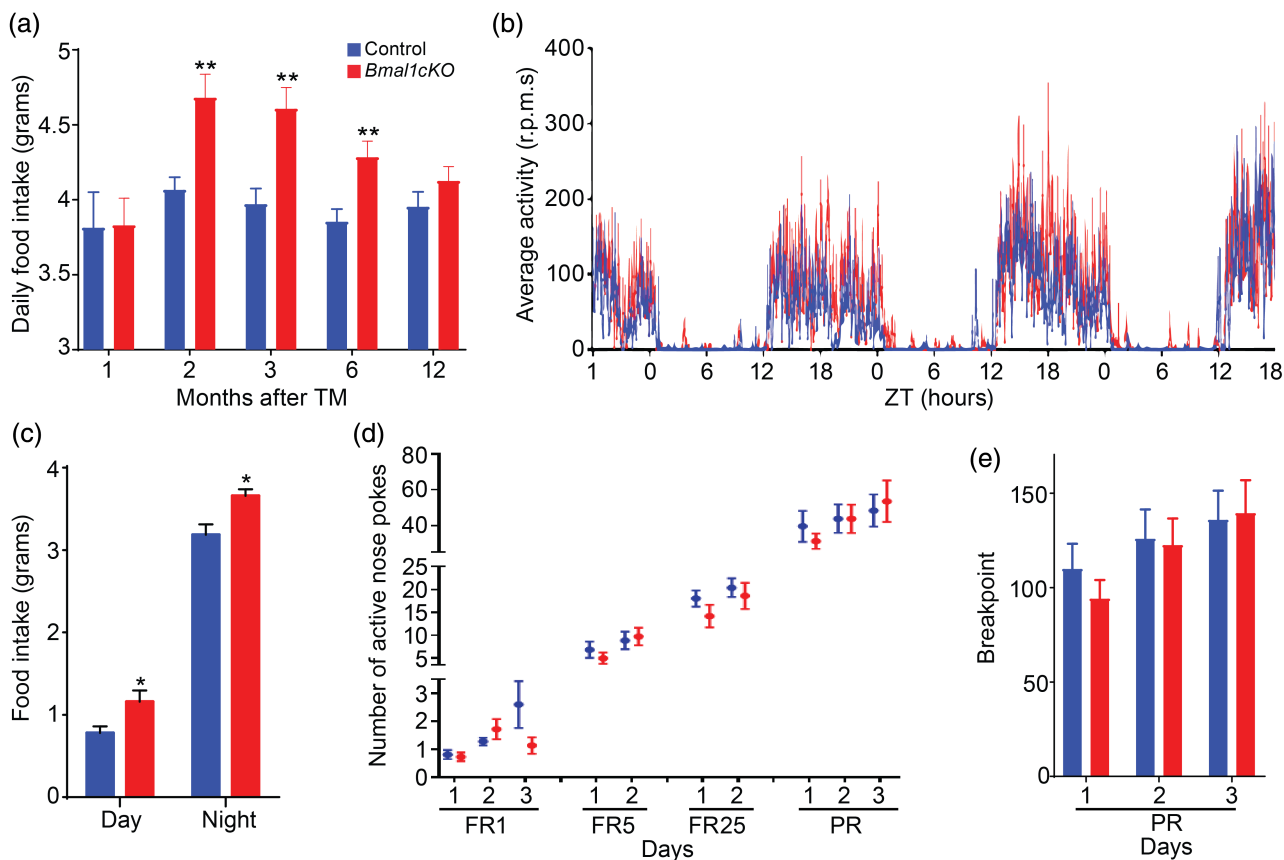 (a)
5
4.5
4
3.5
3
Daily food intake (grams)
Control
Bmal1cKO
**
**
**
1 2 3 6 12
Months after TM
(b)
400
300
200
100
0
Average activity (r.p.m.s)
1 0 6 12 18 0 6 12 18 0 6 12 18
ZT (hours)
(c)
4
3
1
0
Food intake (grams)
*
*
Day Night
(d)
80
60
40
25
20
15
10
5
3
2
1
0
Number of active nose pokes
1 2 3 1 2 1 2 1 2 3
FR1 FR5 FR25 PR
Days
(e)
150
100
50
0
Breakpoint
1 2 3
PR
Days